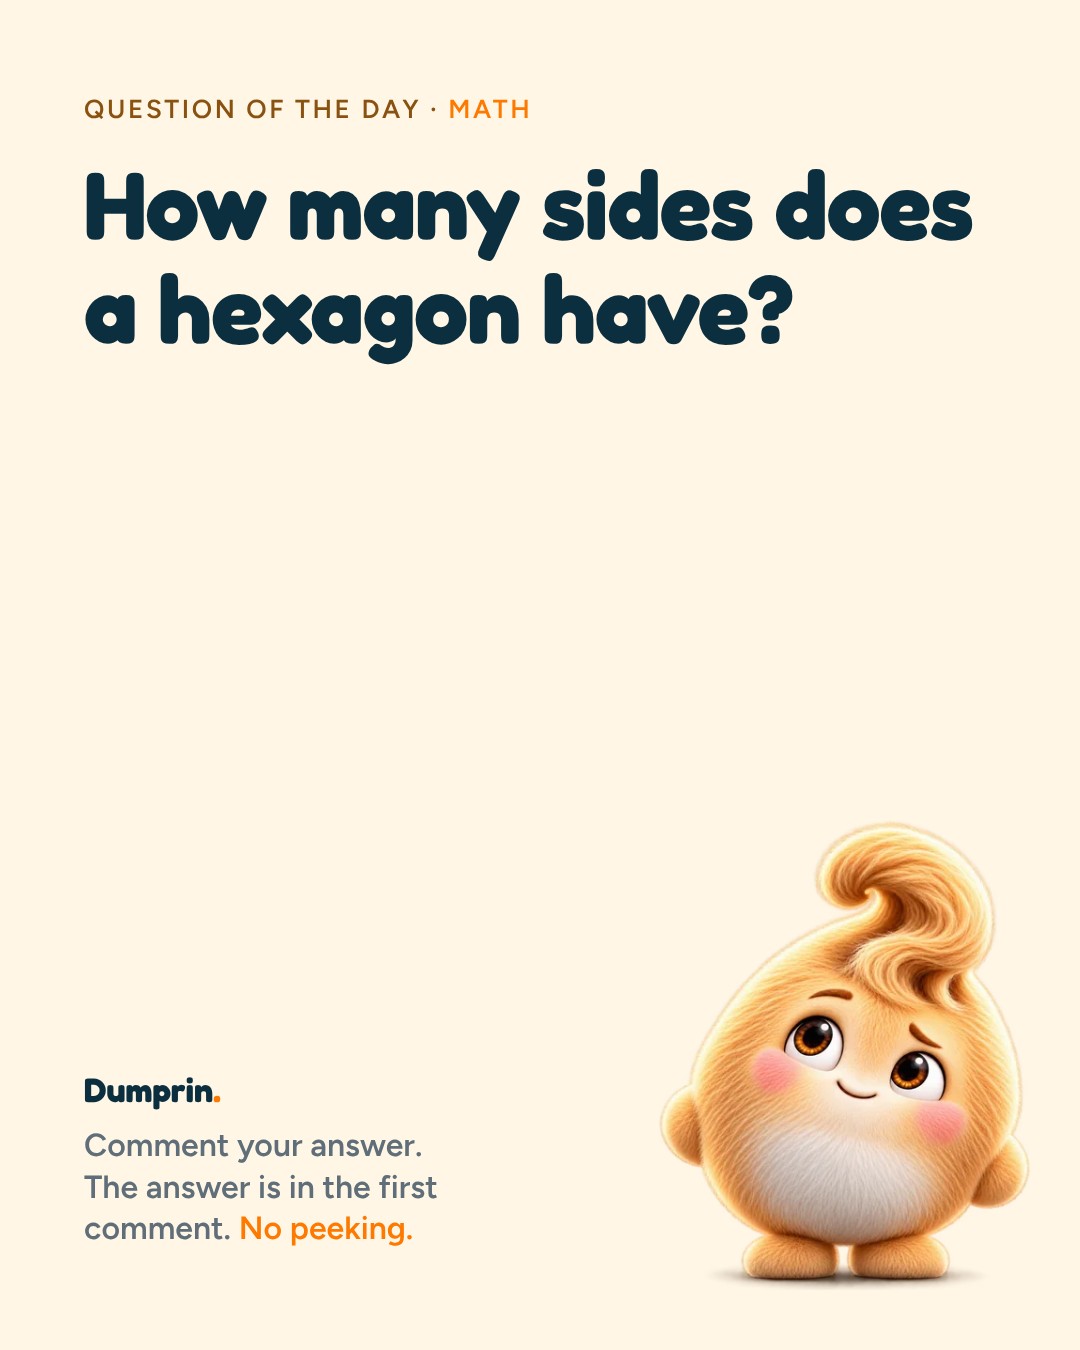 QUESTION OF THE DAY · MATH
How many sides does
a hexagon have?
Dumprin.
Comment your answer.
The answer is in the first
comment. No peeking.